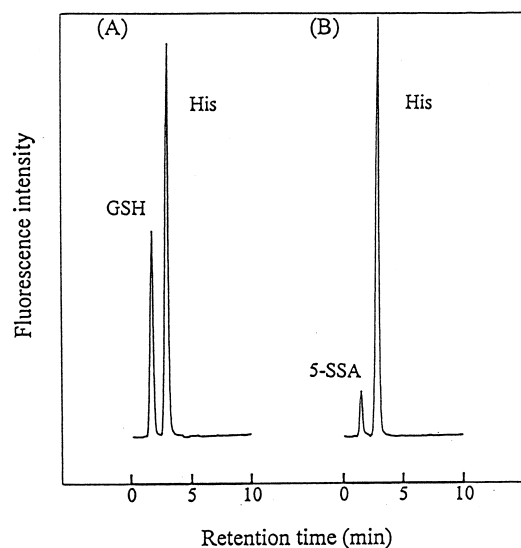 (A) (B)
His His
GSH
5-SSA
Fluorescence intensity
0 5 10 0 5 10
Retention time (min)